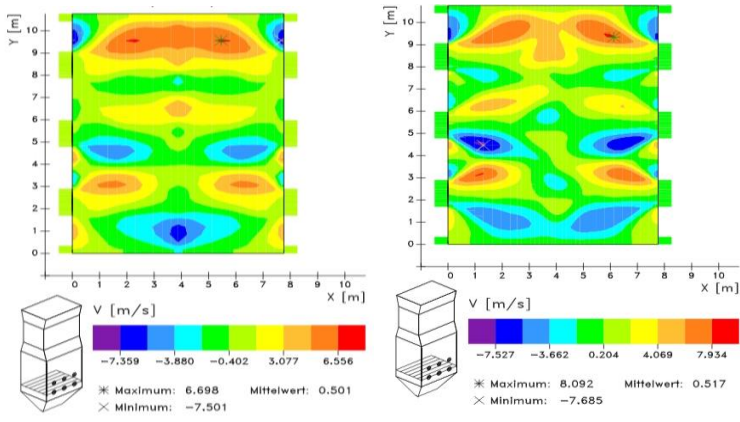 Y [m]
10
9
8
7
6
5
4
3
2
1
0
0 1 2 3 4 5 6 7 8 9 10
X [m]
V [m/s]
−7.359 −3.880 −0.402 3.077 6.556
Maximum: 6.698 Mittelwert: 0.501
Minimum: −7.501
Y [m]
10
9
8
7
6
5
4
3
2
1
0
0 1 2 3 4 5 6 7 8 9 10
X [m]
V [m/s]
−7.527 −3.662 0.204 4.069 7.934
Maximum: 8.092 Mittelwert: 0.517
Minimum: −7.685